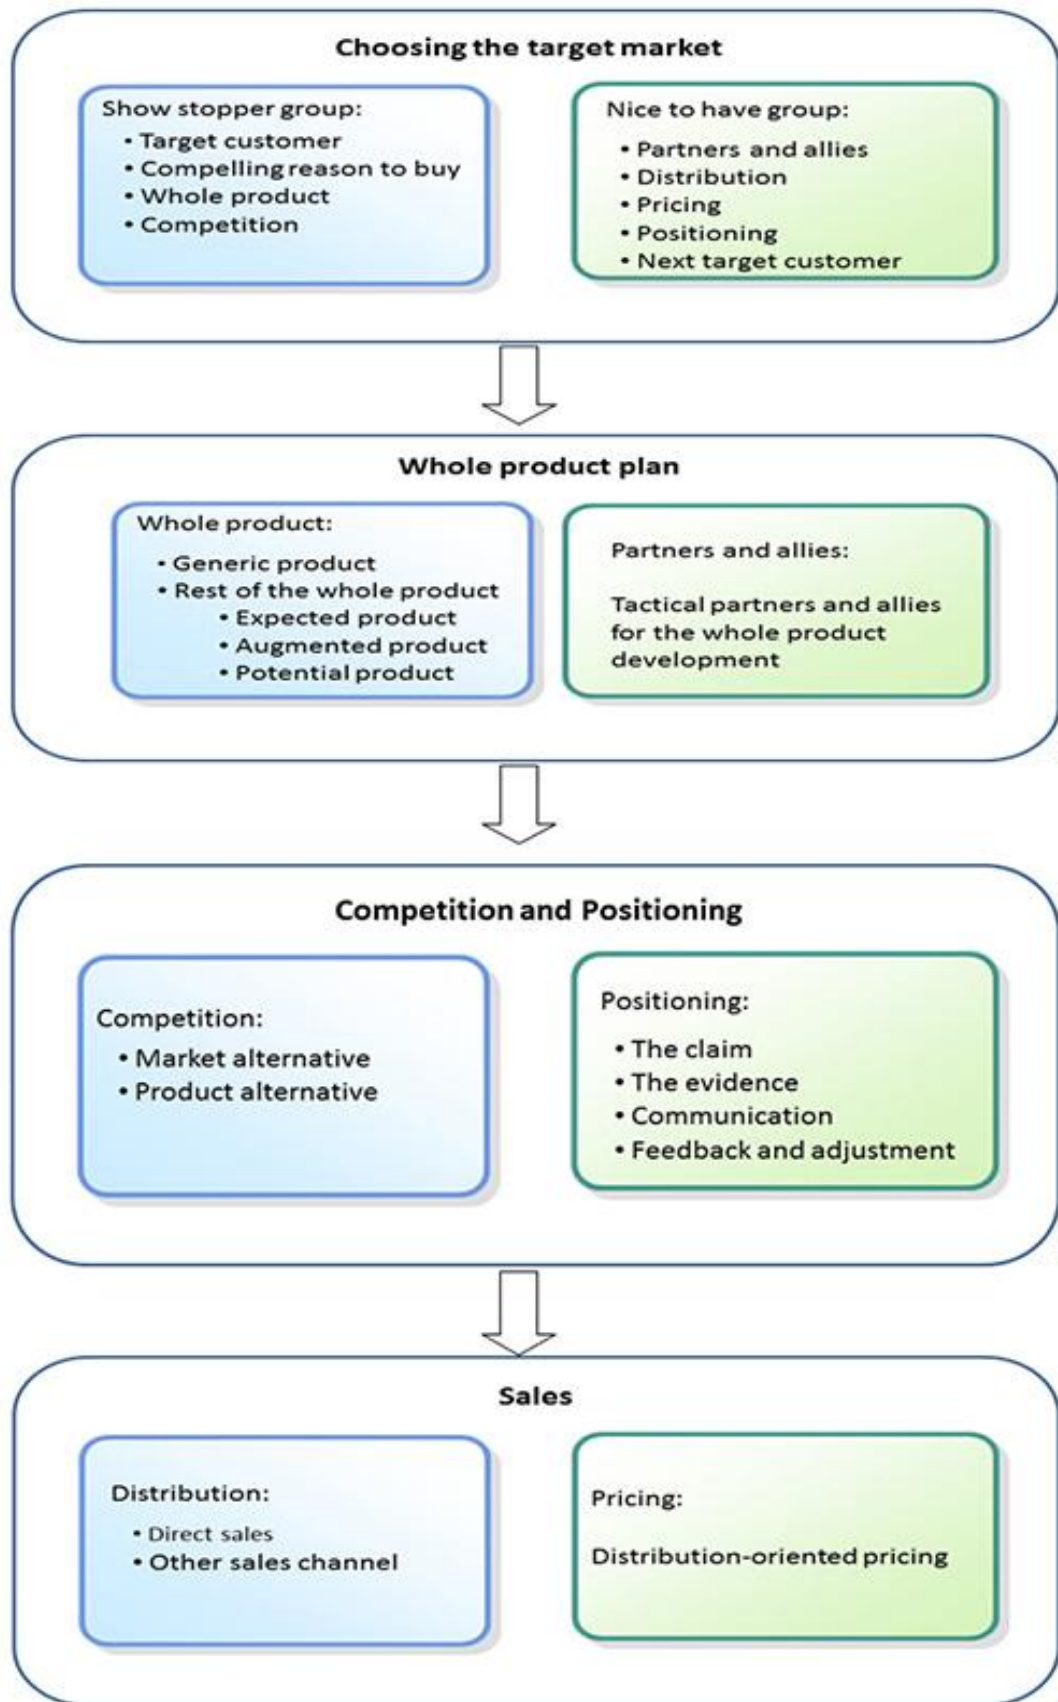 Choosing the target market
Show stopper group:
• Target customer
• Compelling reason to buy
• Whole product
• Competition
Nice to have group:
• Partners and allies
• Distribution
• Pricing
• Positioning
• Next target customer
Whole product plan
Whole product:
• Generic product
• Rest of the whole product
• Expected product
• Augmented product
• Potential product
Partners and allies:
Tactical partners and allies
for the whole product
development
Competition and Positioning
Competition:
• Market alternative
• Product alternative
Positioning:
• The claim
• The evidence
• Communication
• Feedback and adjustment
Sales
Distribution:
• Direct sales
• Other sales channel
Pricing:
Distribution-oriented pricing